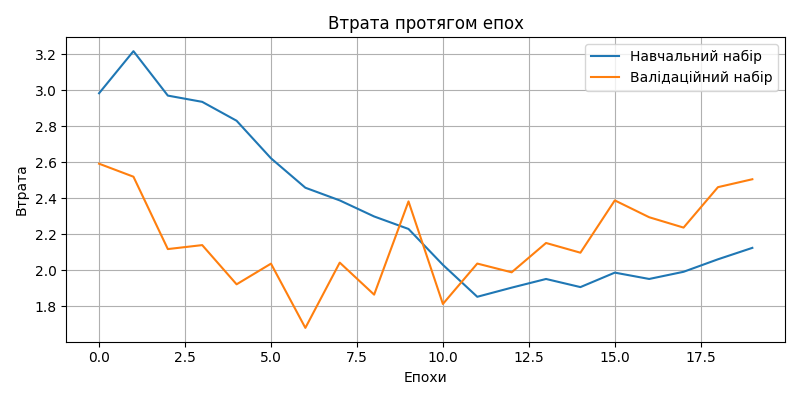 Втрата протягом епох
Навчальний набір
Валідаційний набір
Втрата
3.2
3.0
2.8
2.6
2.4
2.2
2.0
1.8
0.0 2.5 5.0 7.5 10.0 12.5 15.0 17.5
Епохи